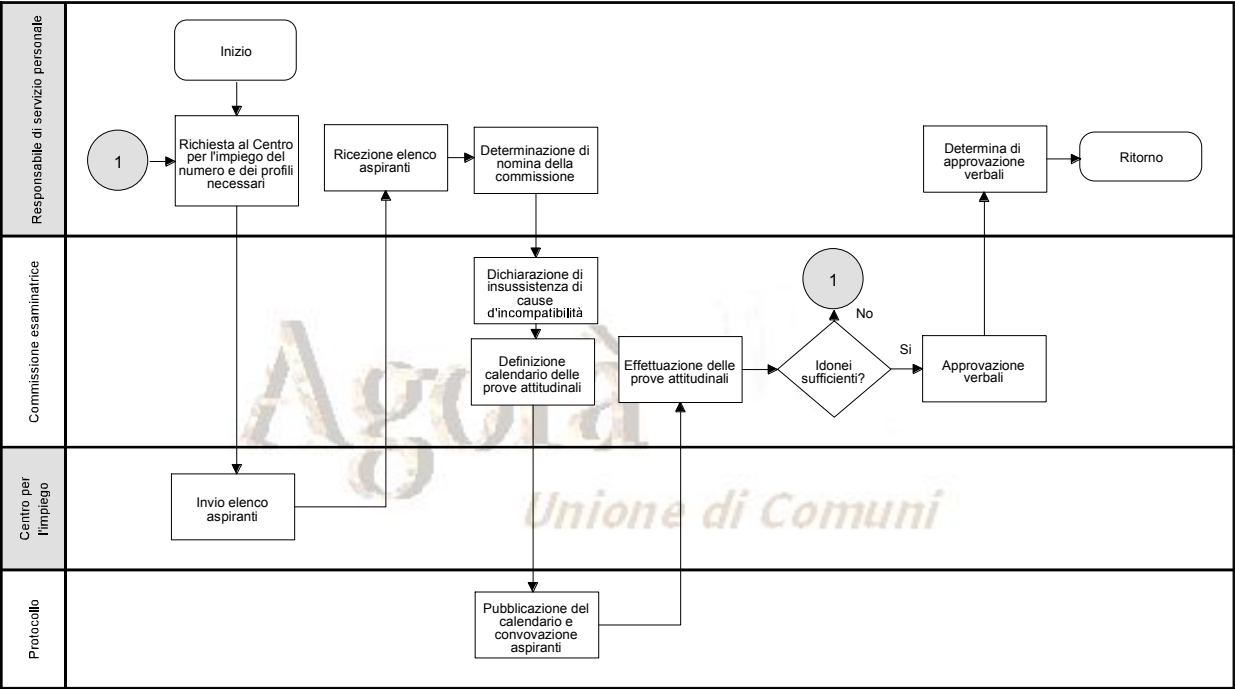 Responsabile di servizio personale
Inizio
1
Richiesta al Centro
per l'impiego del
numero e dei profili
necessari
Ricezione elenco
aspiranti
Determinazione di
nomina della
commissione
Determina di
approvazione
verbali
Ritorno
Commissione esaminatrice
Dichiarazione di
insussistenza di
cause
d'incompatibilità
Definizione
calendario delle
prove attitudinali
Effettuazione delle
prove attitudinali
1
No
Idonei
sufficienti?
Si
Approvazione
verbali
Agorà
Unione di Comuni
Centro per
l'impiego
Invio elenco
aspiranti
Protocollo
Pubblicazione del
calendario e
convovazione
aspiranti